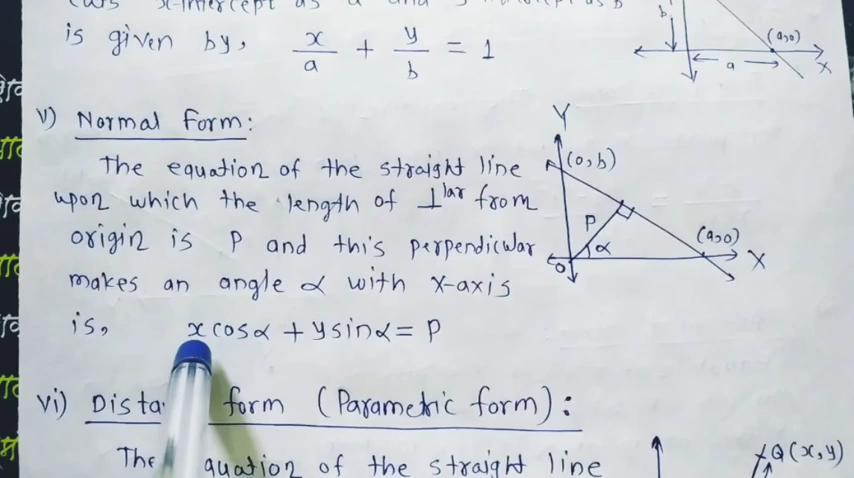 is given by, x/a + y/b = 1
b
(a,0)
a
X
v) Normal form:
The equation of the straight line
upon which the length of ⊥lar from
origin is P and this perpendicular
makes an angle α with x-axis
is, x cosα + y sinα = P
Y
(0,b)
P
α
(a,0)
O
X
vi) Dista form (Parametric form):
The quation of the straight line
Q(x,y)